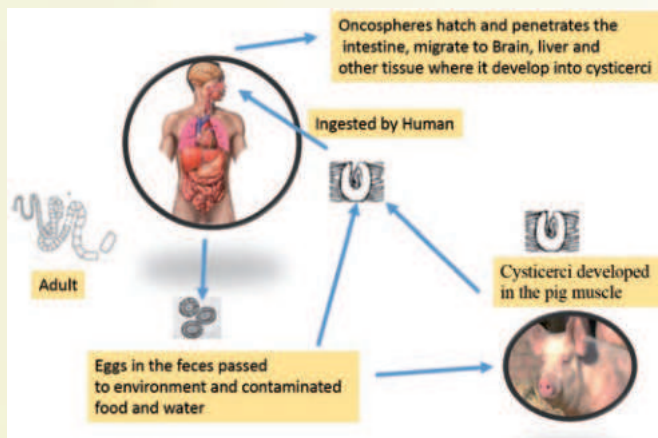 Oncospheres hatch and penetrates the
intestine, migrate to Brain, liver and
other tissue where it develop into cysticerci
Ingested by Human
Adult
Cysticerci developed
in the pig muscle
Eggs in the feces passed
to environment and contaminated
food and water